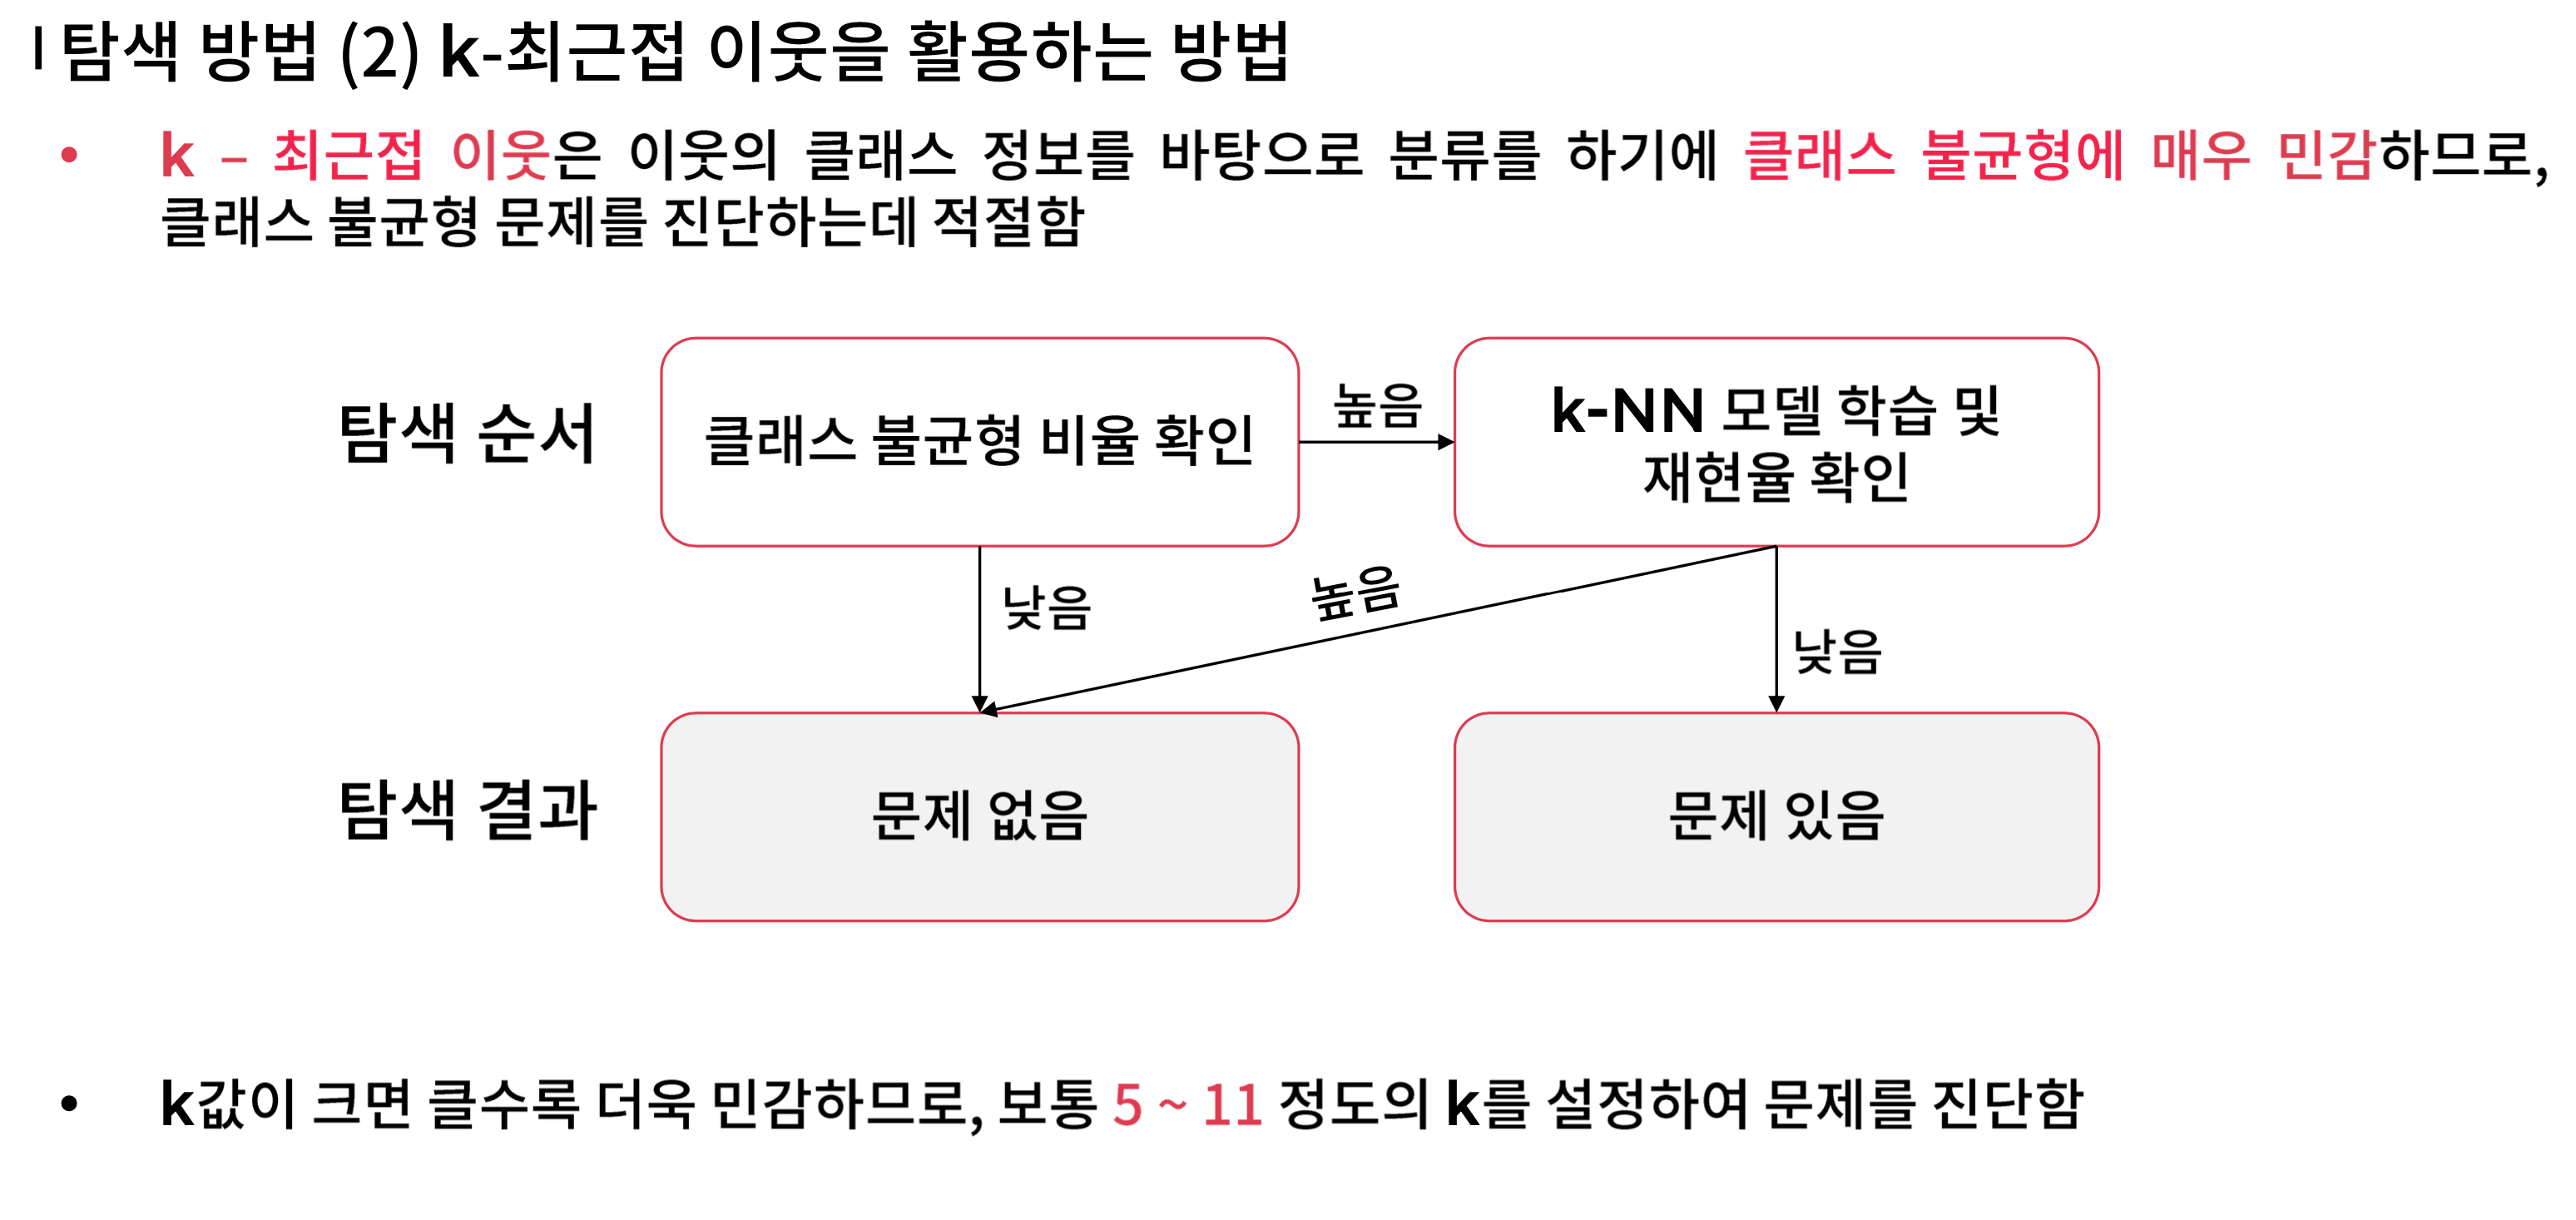 | 탐색 방법 (2) k-최근접 이웃을 활용하는 방법
• k – 최근접 이웃은 이웃의 클래스 정보를 바탕으로 분류를 하기에 클래스 불균형에 매우 민감하므로,
클래스 불균형 문제를 진단하는데 적절함
탐색 순서
클래스 불균형 비율 확인
높음
k-NN 모델 학습 및
재현율 확인
낮음
높음
낮음
탐색 결과
문제 없음
문제 있음
• k값이 크면 클수록 더욱 민감하므로, 보통 5 ~ 11 정도의 k를 설정하여 문제를 진단함